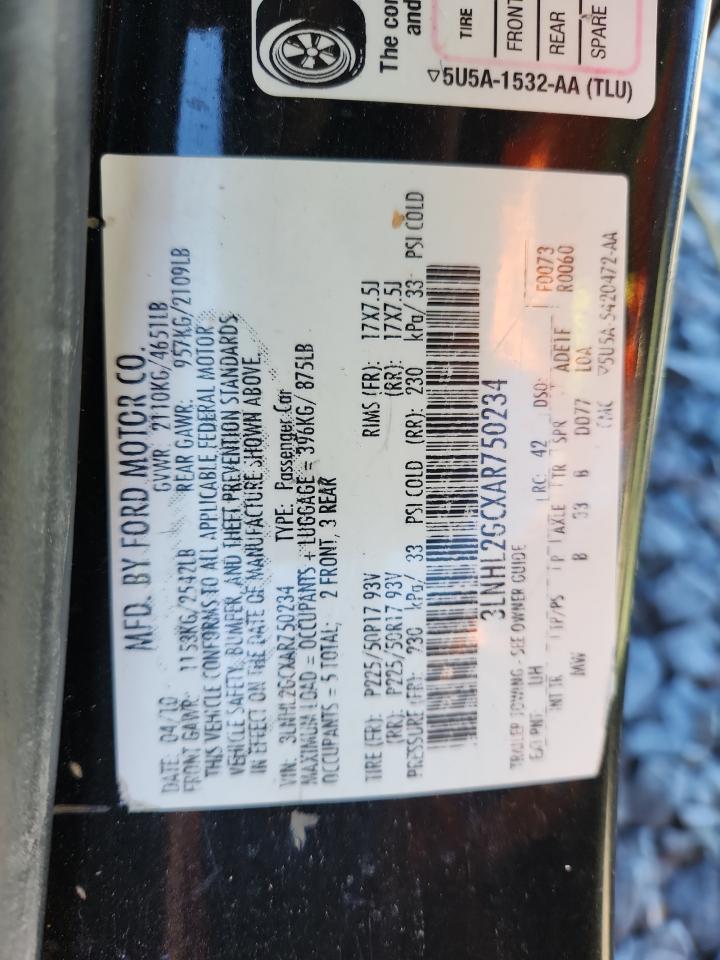 The cor
and
TIRE
FRONT
REAR
SPARE
5U5A-1532-AA (TLU)
MFD. BY FORD MOTOR CO.
DATE: 04/10 GVWR: 2110KG/4651LB
FRONT GAWR: 1153KG/2542LB REAR GAWR: 957KG/2109LB
THIS VEHICLE CONFORMS TO ALL APPLICABLE FEDERAL MOTOR
VEHICLE SAFETY, BUMPER, AND THEFT PREVENTION STANDARDS
IN EFFECT ON THE DATE OF MANUFACTURE SHOWN ABOVE.
VIN: 3LNHL2GCXAR750234 TYPE: Passenger Car
MAXIMUM LOAD = OCCUPANTS + LUGGAGE = 396KG/ 875LB
OCCUPANTS = 5 TOTAL; 2 FRONT, 3 REAR
TIRE (FR): P225/50R17 93V RIMS (FR): 17X7.5J
(RR): P225/50R17 93V (RR): 17X7.5J
PRESSURE (FR): 230 kPa/ 33 PSI COLD (RR): 230 kPa/ 33 PSI COLD
3LNHL2GCXAR750234
TRAILER TOWING - SEE OWNER GUIDE
EXT PNT: UH RC: 42 DSO: F0073
INT TR TP/PS AXLE TR SPR ADE1F R0060
MW B 33 6 D077 LOA
5U5A-5420472-AA